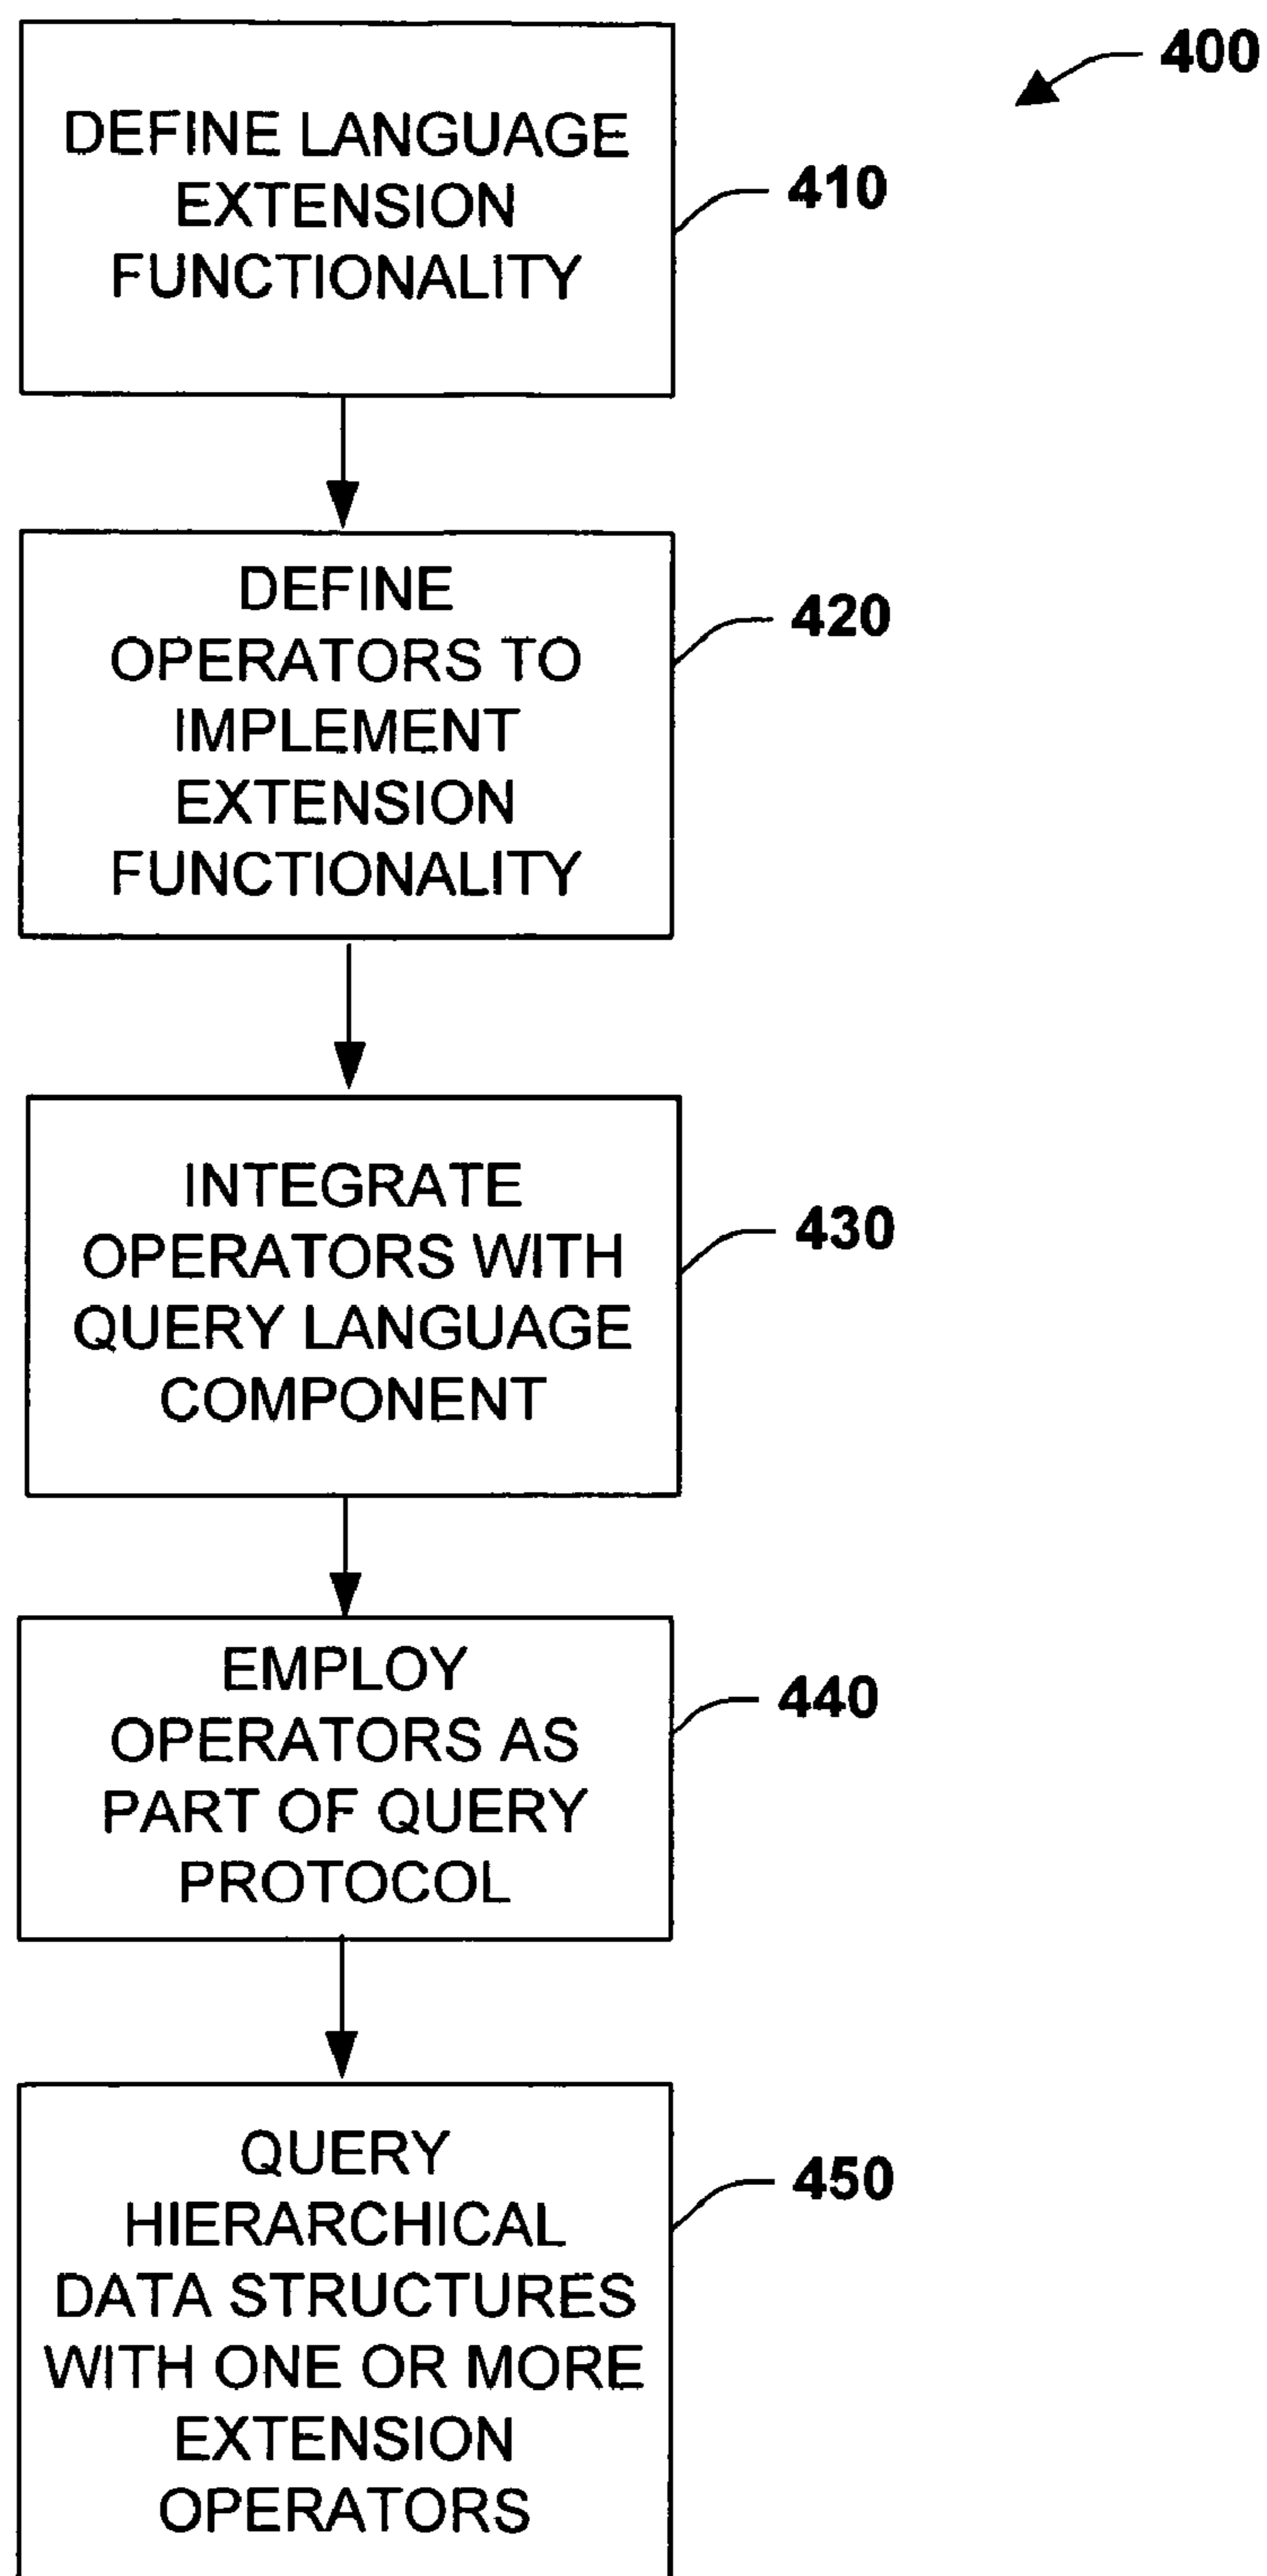 400
DEFINE LANGUAGE
EXTENSION
FUNCTIONALITY
410
DEFINE
OPERATORS TO
IMPLEMENT
EXTENSION
FUNCTIONALITY
420
INTEGRATE
OPERATORS WITH
QUERY LANGUAGE
COMPONENT
430
EMPLOY
OPERATORS AS
PART OF QUERY
PROTOCOL
440
QUERY
HIERARCHICAL
DATA STRUCTURES
WITH ONE OR MORE
EXTENSION
OPERATORS
450